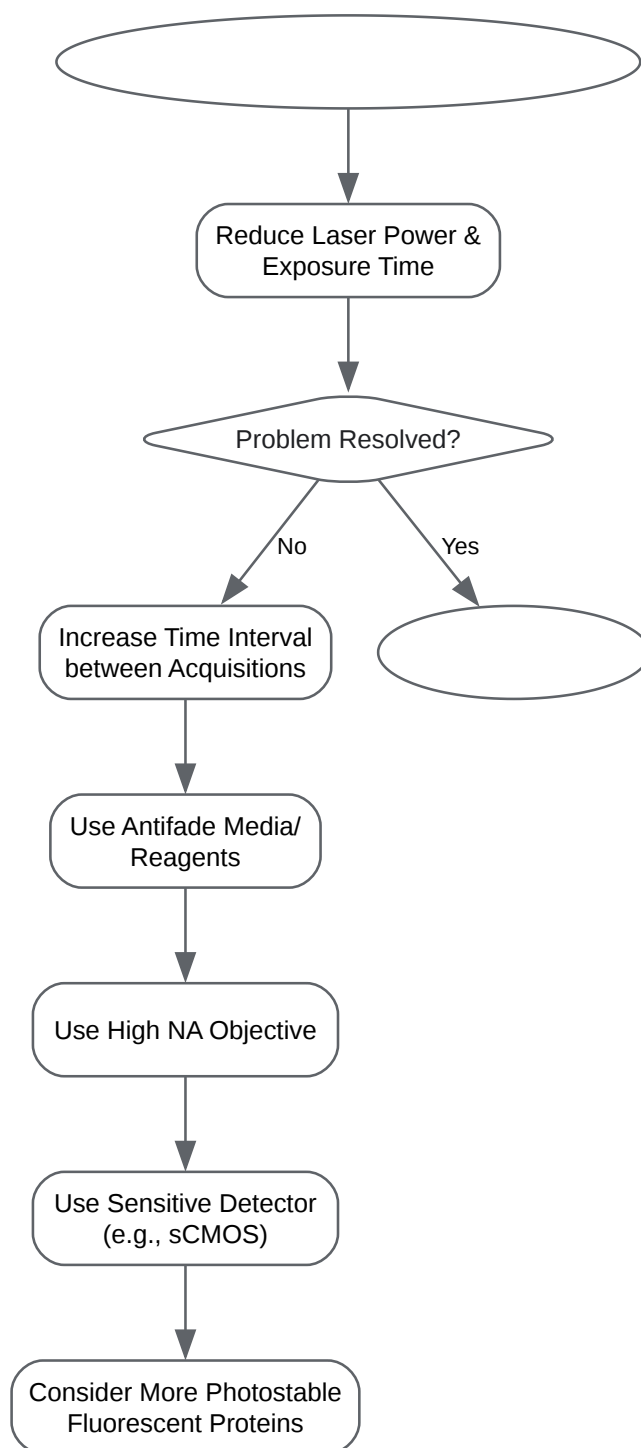 Reduce Laser Power &
Exposure Time
Problem Resolved?
No
Yes
Increase Time Interval
between Acquisitions
Use Antifade Media/
Reagents
Use High NA Objective
Use Sensitive Detector
(e.g., sCMOS)
Consider More Photostable
Fluorescent Proteins